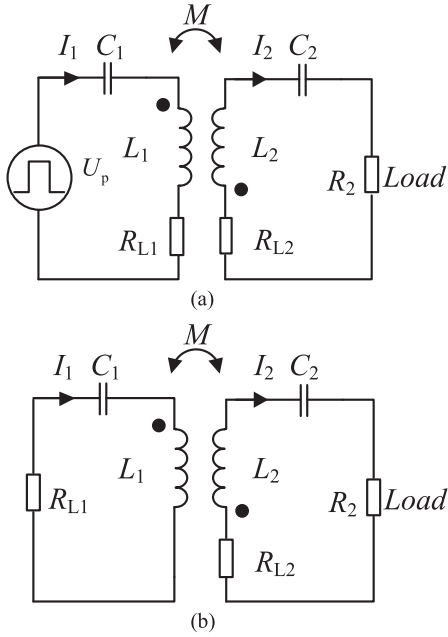 M
I1 C1 I2 C2
L1 L2
Up R2 Load
RL1 RL2
(a)
M
I1 C1 I2 C2
L1 L2
RL1 R2 Load
RL2
(b)